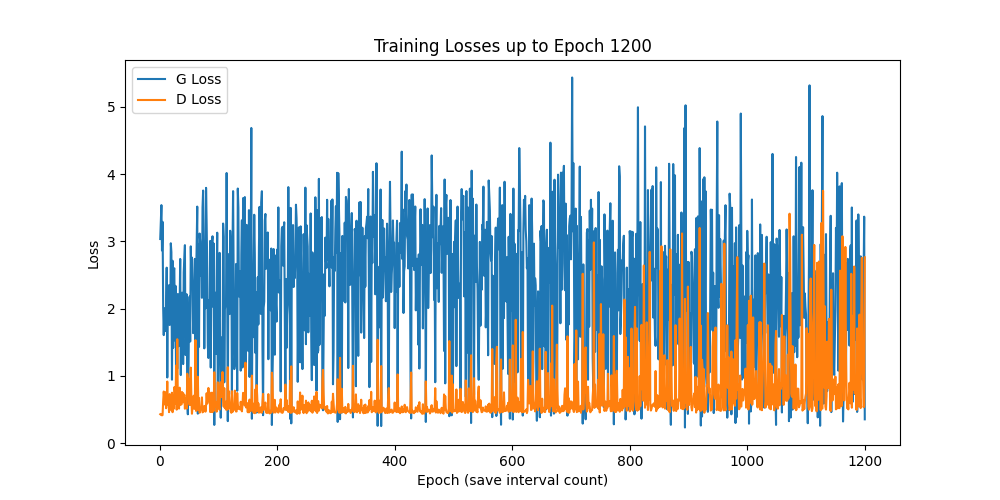 Training Losses up to Epoch 1200
G Loss
D Loss
Loss
5
4
3
2
1
0
0 200 400 600 800 1000 1200
Epoch (save interval count)